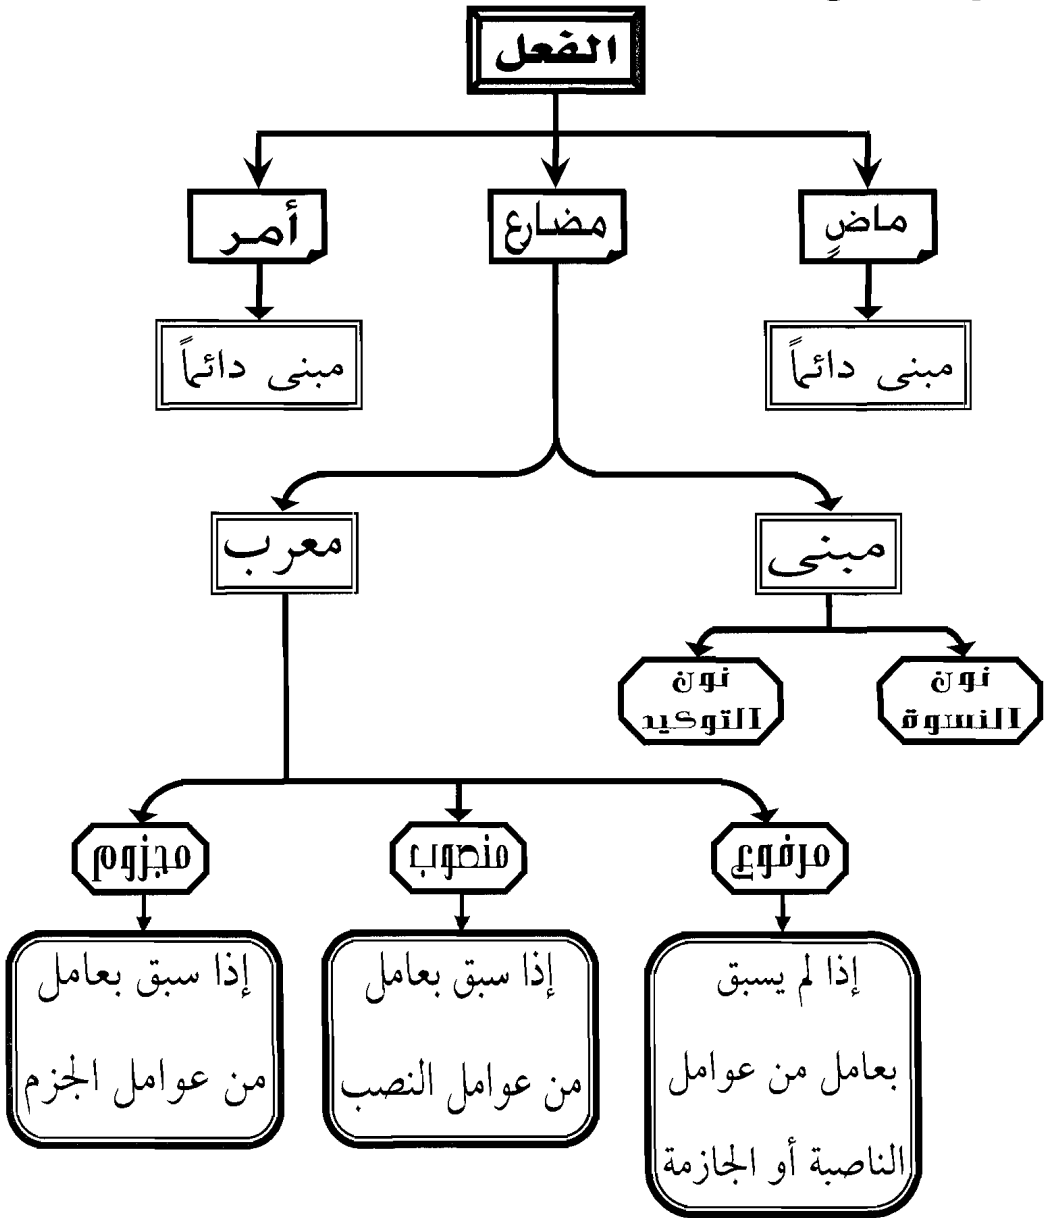 الفعل
ماضٍ
مضارع
أمر
مبنى دائماً
مبنى دائماً
مبنى
معرب
نون
النسوة
نون
التوكيد
مرفوع
منصوب
مجزوم
إذا لم يسبق
بعامل من عوامل
الناصبة أو الجازمة
إذا سبق بعامل
من عوامل النصب
إذا سبق بعامل
من عوامل الجزم